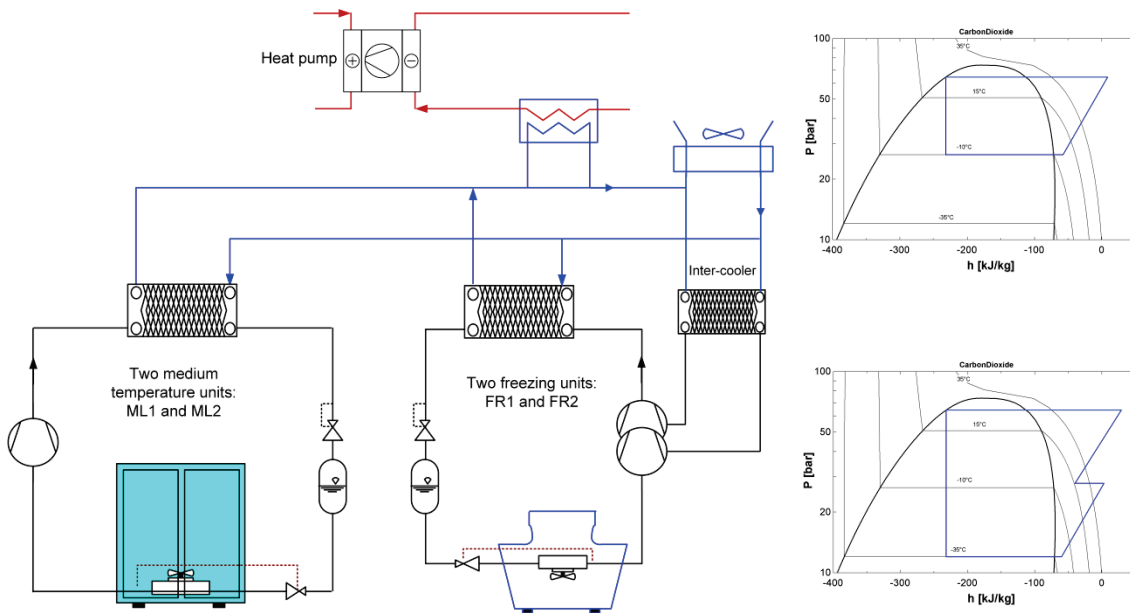 Heat pump
Inter-cooler
Two medium
temperature units:
ML1 and ML2
Two freezing units:
FR1 and FR2
CarbonDioxide
100
50
20
10
P [bar]
35°C
15°C
-10°C
-35°C
-400
-300
-200
-100
0
h [kJ/kg]
CarbonDioxide
100
50
20
10
P [bar]
35°C
15°C
-10°C
-35°C
-400
-300
-200
-100
0
h [kJ/kg]